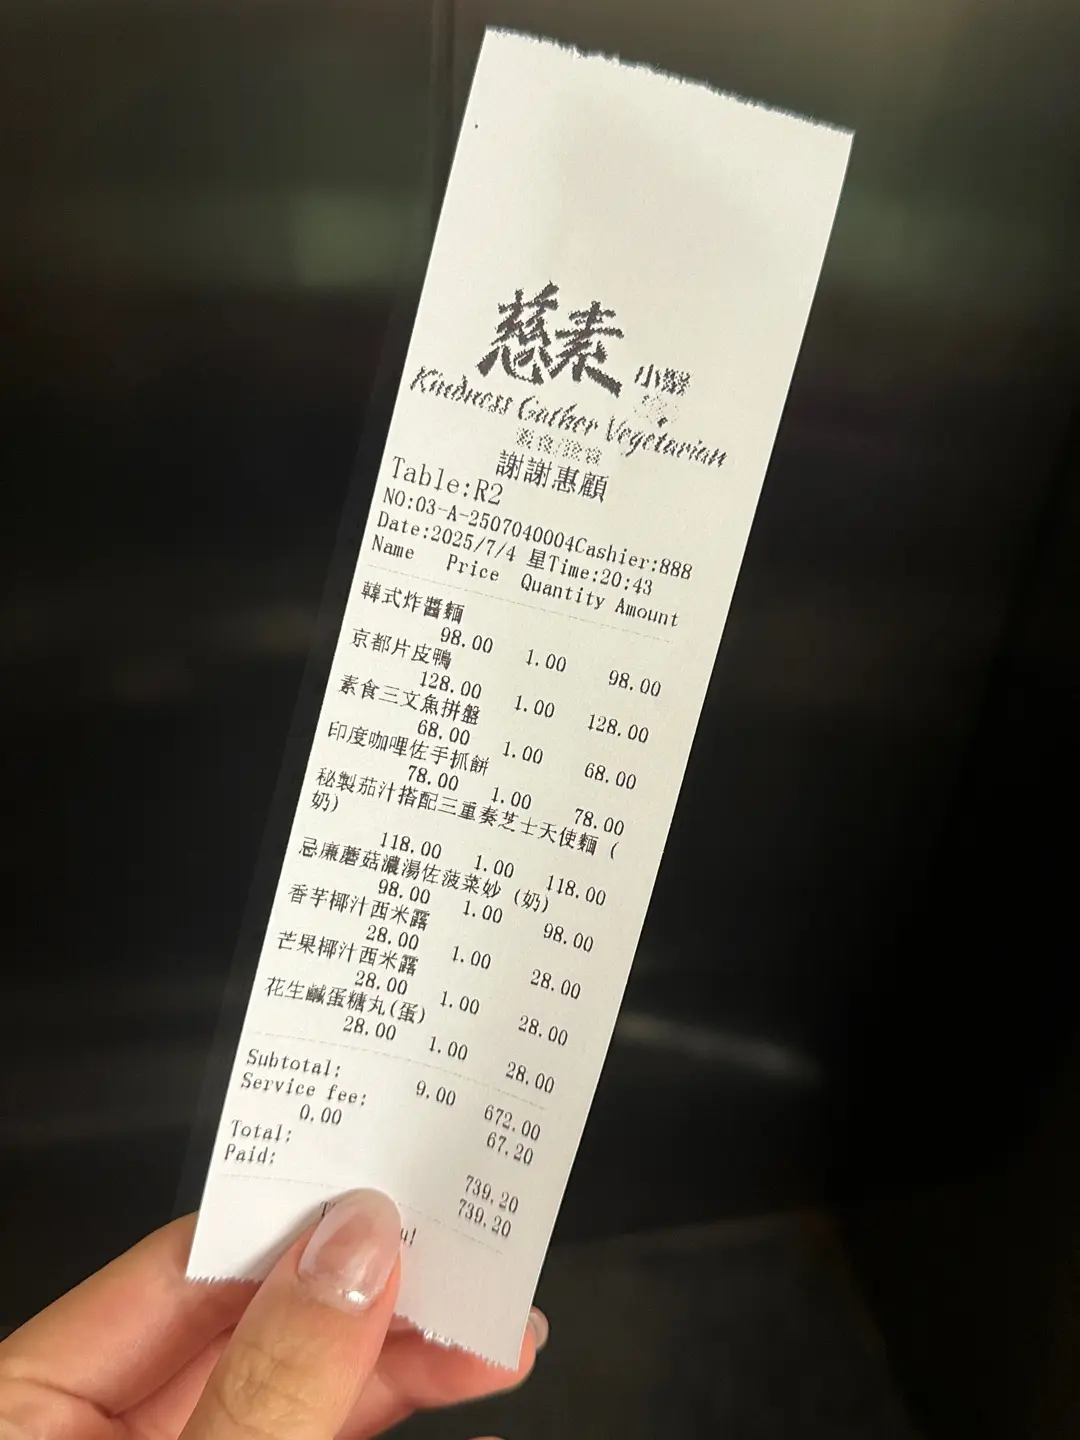 慈素
小聚
Kindness Gather Vegetarian
謝謝惠顧
Table:R2
NO:03-A-2507040004Cashier:888
Date:2025/7/4 星Time:20:43
Name Price Quantity Amount
韓式炸醬麵
98.00 1.00 98.00
京都片皮鴨
128.00 1.00 128.00
素食三文魚拼盤
68.00 1.00 68.00
印度咖哩佐手抓餅
78.00 1.00 78.00
秘製茄汁搭配三重奏芝士天使麵 (
奶)
118.00 1.00 118.00
忌廉蘑菇濃湯佐菠菜妙 (奶)
98.00 1.00 98.00
香芋椰汁西米露
28.00 1.00 28.00
芒果椰汁西米露
28.00 1.00 28.00
花生鹹蛋糖丸(蛋)
28.00 1.00 28.00
Subtotal: 9.00 672.00
Service fee: 67.20
0.00
Total: 739.20
Paid: 739.20